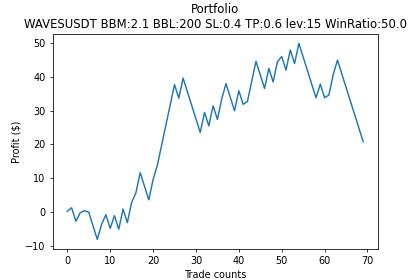 Portfolio
WAVESUSDT BBM:2.1 BBL:200 SL:0.4 TP:0.6 lev:15 WinRatio:50.0
50
40
30
20
10
0
−10
Profit ($)
0 10 20 30 40 50 60 70
Trade counts